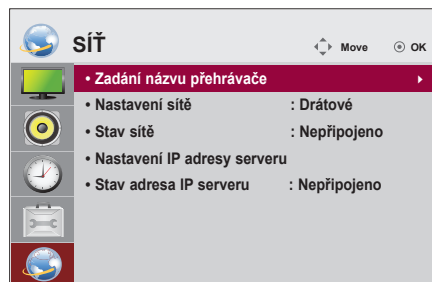 SÍŤ
Move
OK
• Zadání názvu přehrávače
• Nastavení sítě : Drátové
• Stav sítě : Nepřipojeno
• Nastavení IP adresy serveru
• Stav adresa IP serveru : Nepřipojeno